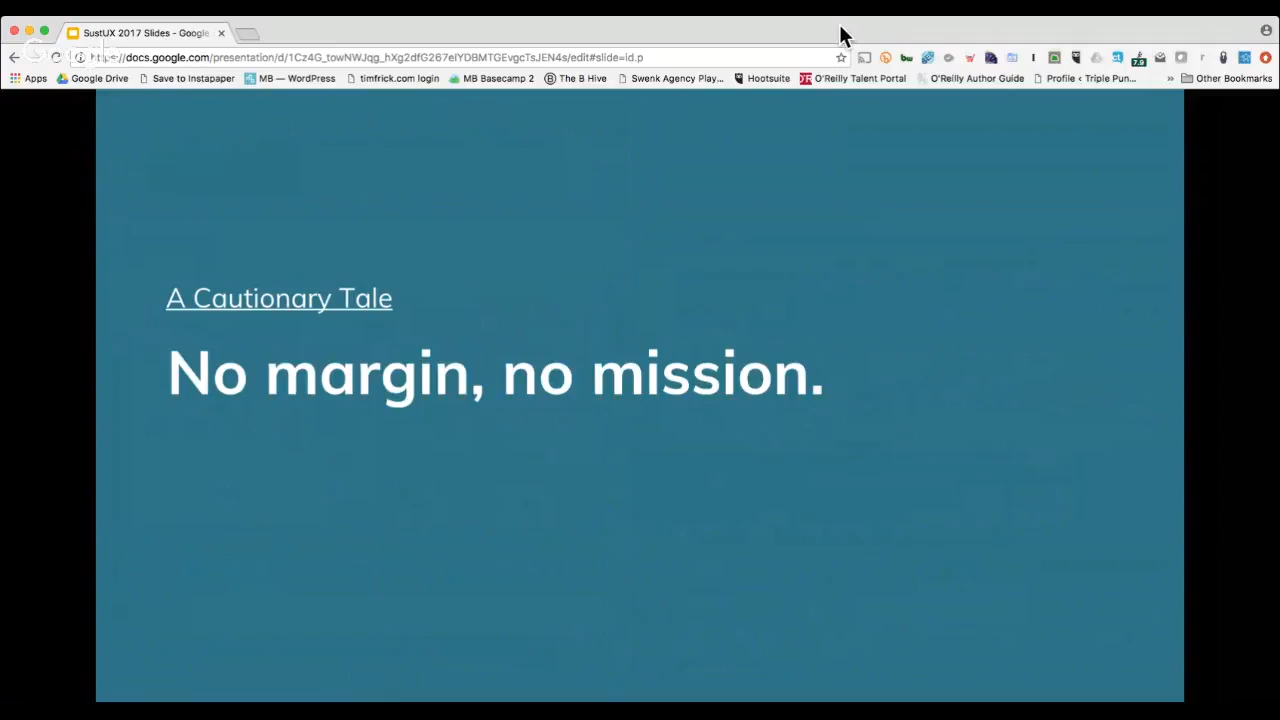 SustUX 2017 Slides - Google
https://docs.google.com/presentation/d/1Cz4G_towNWJqg_hXg2dfG267eIYDBMTGEvgcTsJEN4s/edit#slide=id.p
Apps Google Drive Save to Instapaper MB — WordPress timfrick.com login MB Basecamp 2 The B Hive Swenk Agency Play... Hootsuite O'Reilly Talent Portal O'Reilly Author Guide Profile ‹ Triple Pun... » Other Bookmarks
A Cautionary Tale
No margin, no mission.